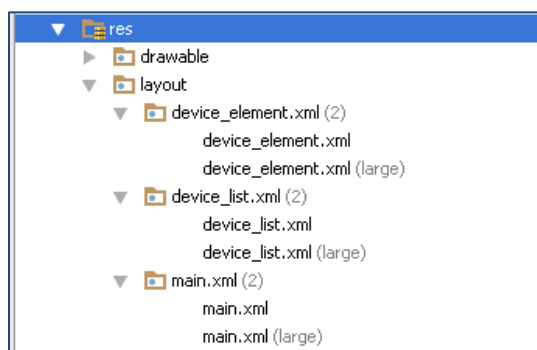 res
drawable
layout
device_element.xml (2)
device_element.xml
device_element.xml (large)
device_list.xml (2)
device_list.xml
device_list.xml (large)
main.xml (2)
main.xml
main.xml (large)